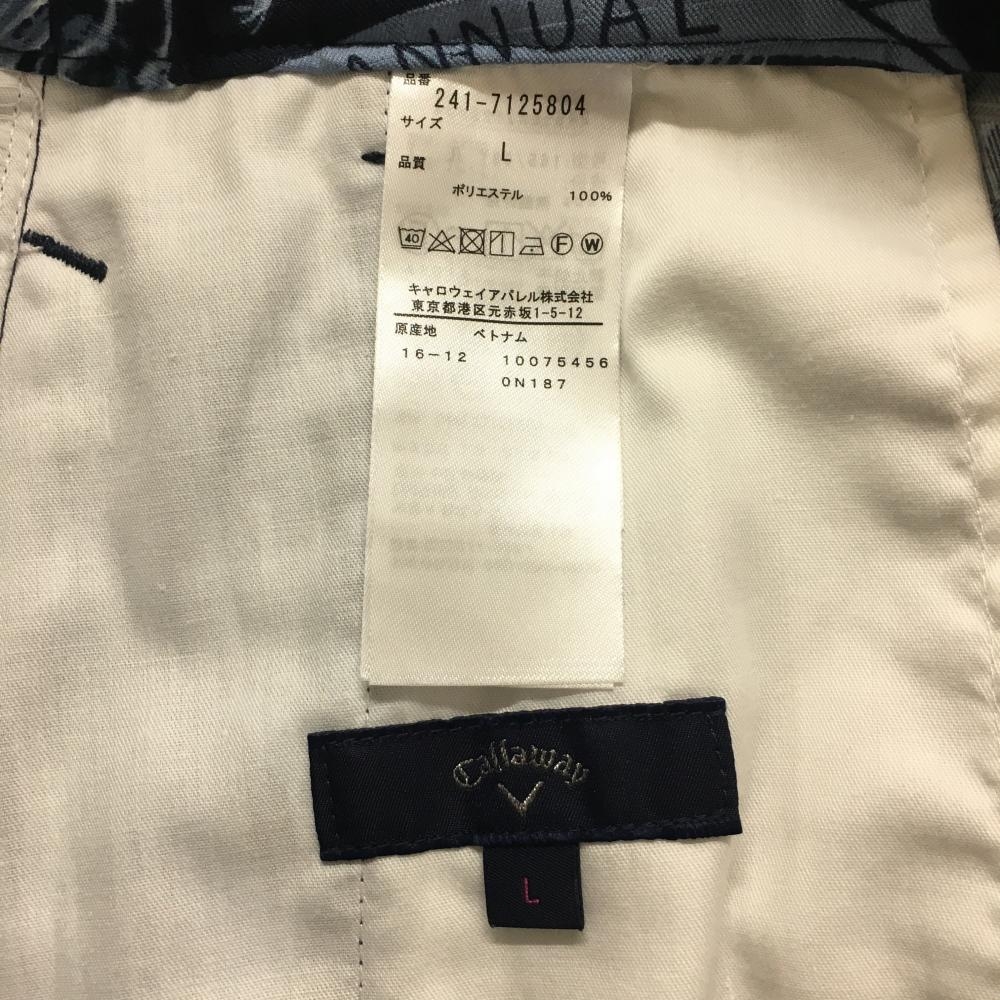 ANNUAL
品番
241-7125804
サイズ
L
品質
ポリエステル 100%
40 F W
キャロウェイアパレル株式会社
東京都港区元赤坂1-5-12
原産地 ベトナム
16-12 10075456
0N187
Callaway
L